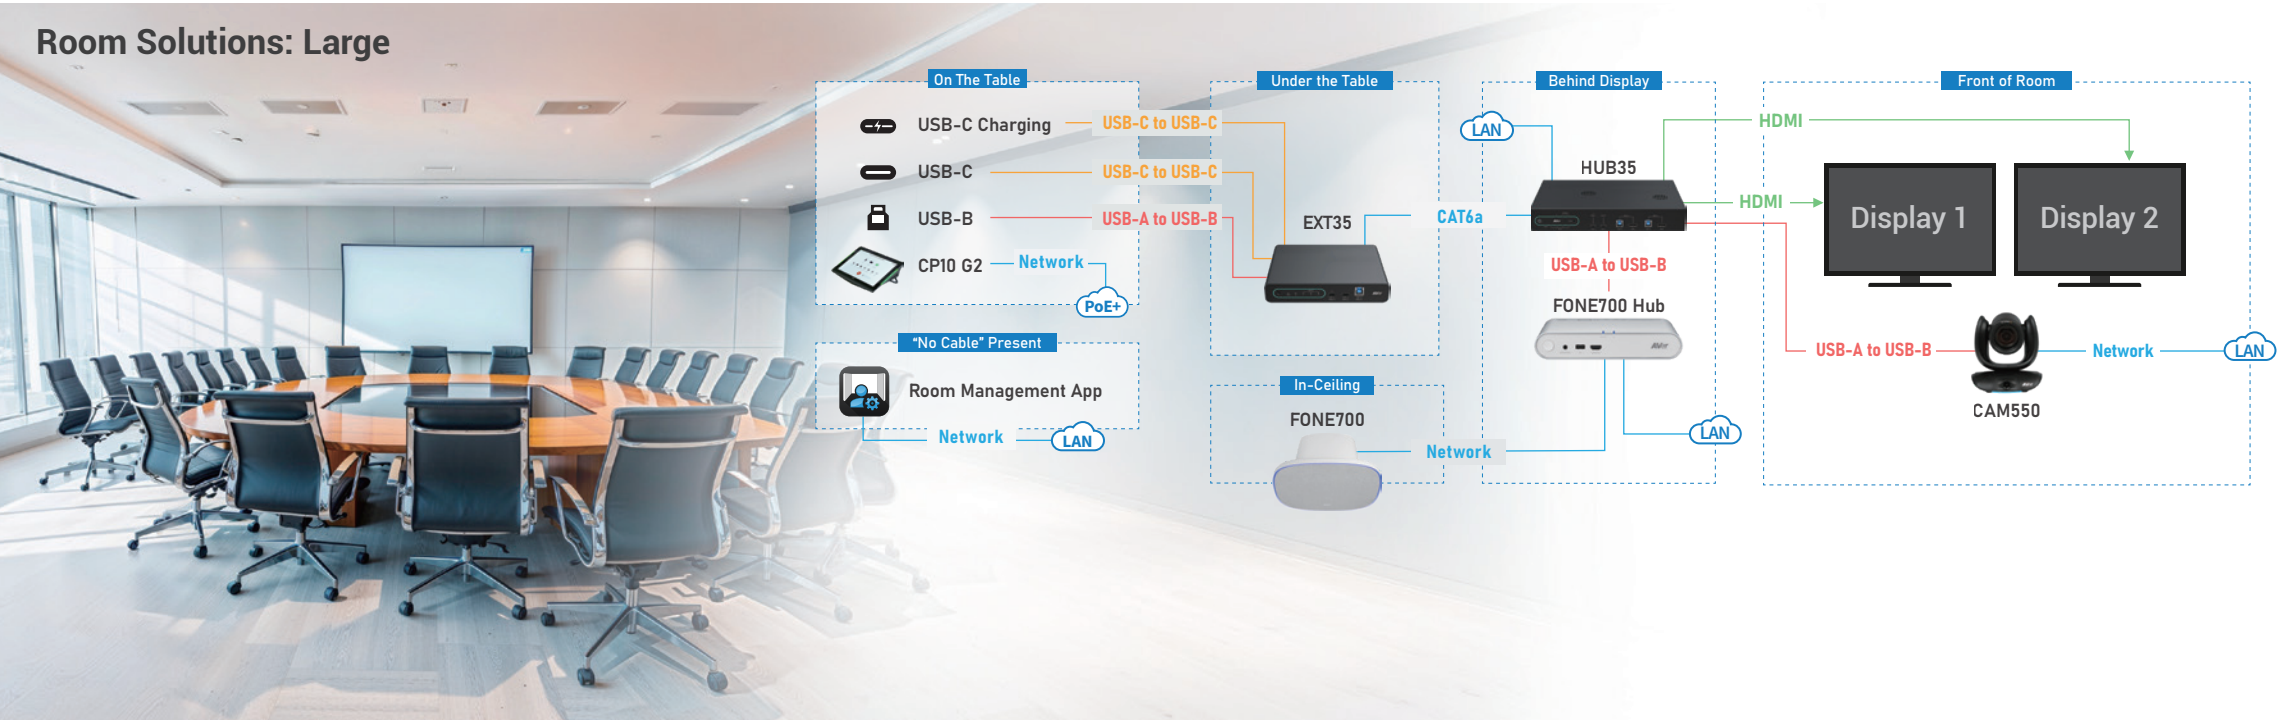 Room Solutions: Large
On The Table
USB-C Charging
USB-C to USB-C
USB-C
USB-C to USB-C
USB-B
USB-A to USB-B
CP10 G2
Network
PoE+
"No Cable" Present
Room Management App
Network
LAN
Under the Table
EXT35
CAT6a
In-Ceiling
FONE700
Network
Behind Display
LAN
HUB35
USB-A to USB-B
FONE700 Hub
LAN
Front of Room
HDMI
HDMI
Display 1
Display 2
USB-A to USB-B
CAM550
Network
LAN